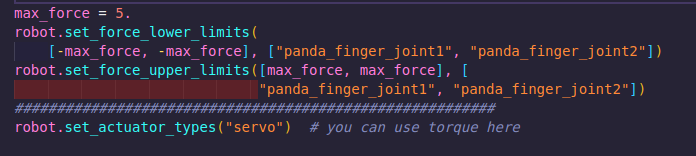 max_force = 5.
robot.set_force_lower_limits(
    [-max_force, -max_force], ["panda_finger_joint1", "panda_finger_joint2"])
robot.set_force_upper_limits([max_force, max_force], [
                             "panda_finger_joint1", "panda_finger_joint2"])
#########################################################
robot.set_actuator_types("servo")  # you can use torque here